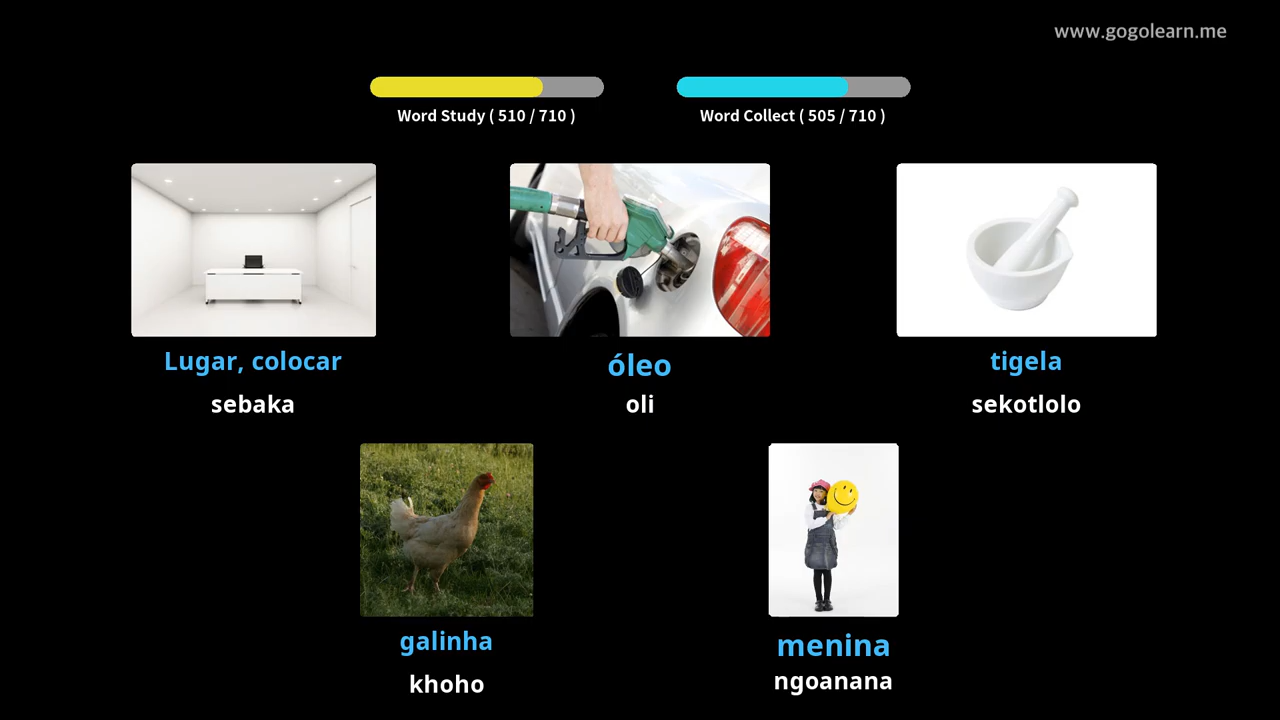 www.gogolearn.me
Word Study ( 510 / 710 )
Word Collect ( 505 / 710 )
Lugar, colocar
sebaka
óleo
oli
tigela
sekotlolo
galinha
khoho
menina
ngoanana